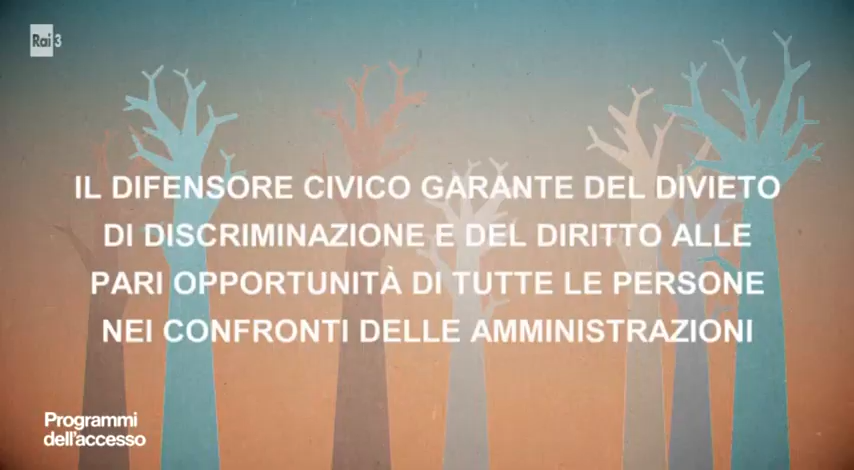 Rai 3
IL DIFENSORE CIVICO GARANTE DEL DIVIETO
DI DISCRIMINAZIONE E DEL DIRITTO ALLE
PARI OPPORTUNITÀ DI TUTTE LE PERSONE
NEI CONFRONTI DELLE AMMINISTRAZIONI
Programmi
dell'accesso